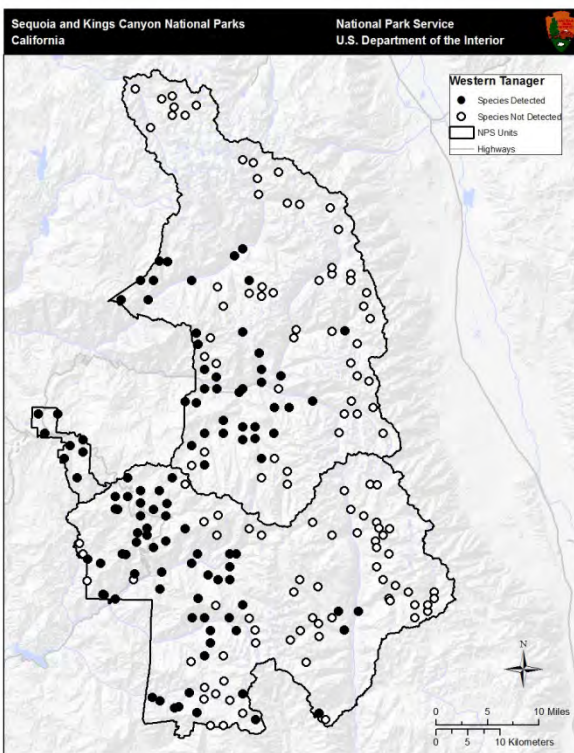 Sequoia and Kings Canyon National Parks
California
National Park Service
U.S. Department of the Interior
Western Tanager
Species Detected
Species Not Detected
NPS Units
Highways
N
0 5 10 Miles
0 5 10 Kilometers